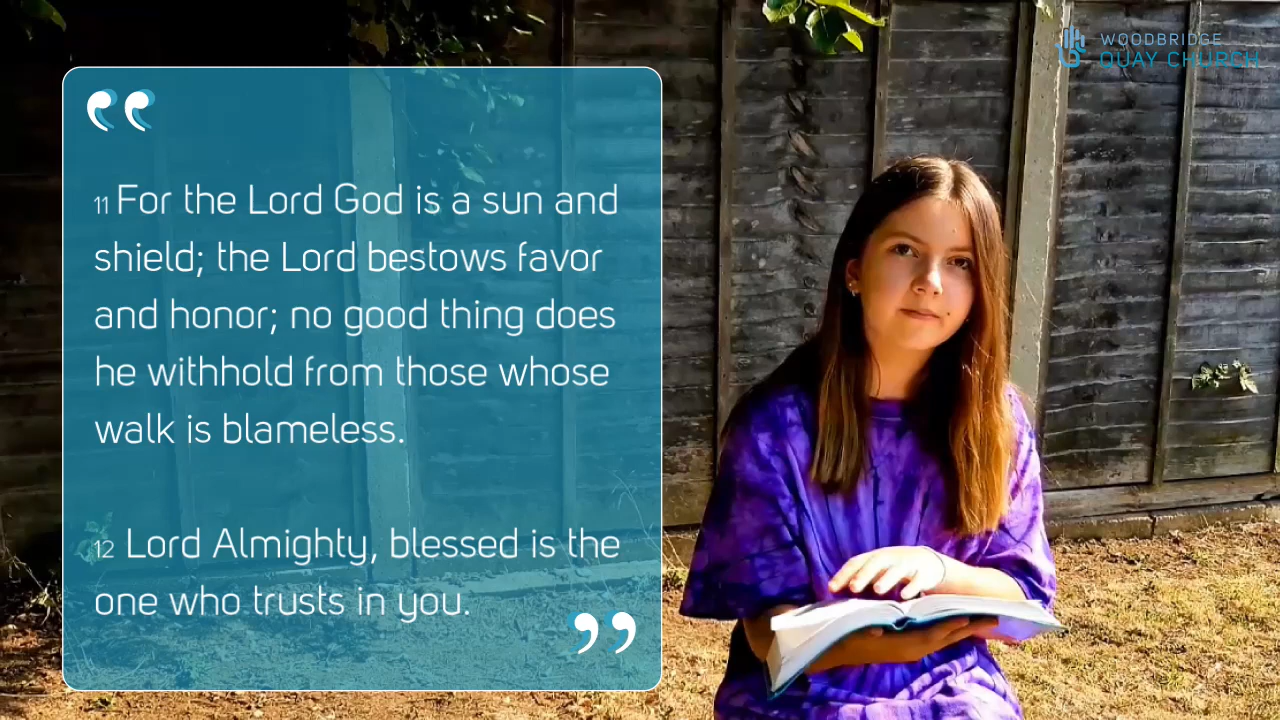 WOODBRIDGE
QUAY CHURCH
“
11 For the Lord God is a sun and
shield; the Lord bestows favor
and honor; no good thing does
he withhold from those whose
walk is blameless.
12 Lord Almighty, blessed is the
one who trusts in you.
”